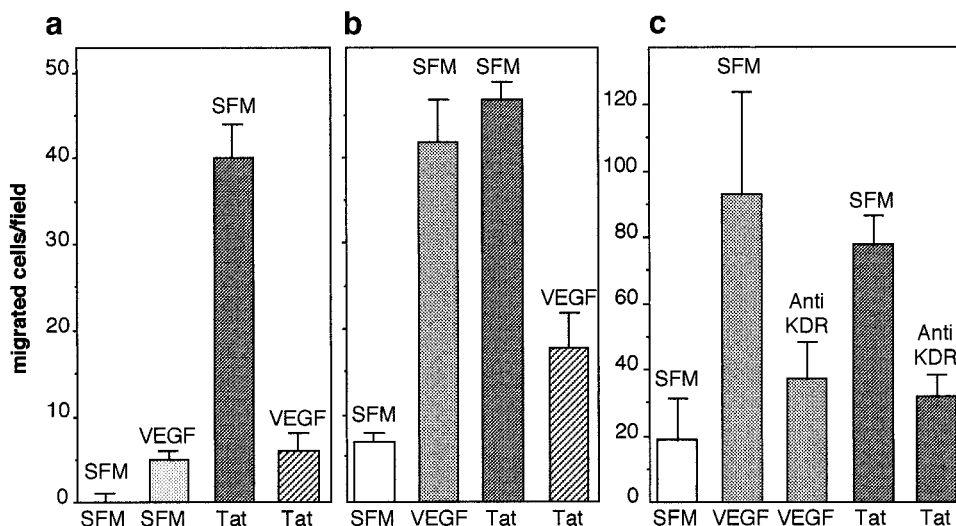 a
b
c
migrated cells/field
50
40
30
20
10
0
SFM
VEGF
SFM
VEGF
SFM
SFM
Tat
Tat
SFM
SFM
SFM
VEGF
SFM
VEGF
Tat
Tat
120
100
80
60
40
20
0
SFM
SFM
Anti
KDR
SFM
Anti
KDR
SFM
VEGF
VEGF
Tat
Tat